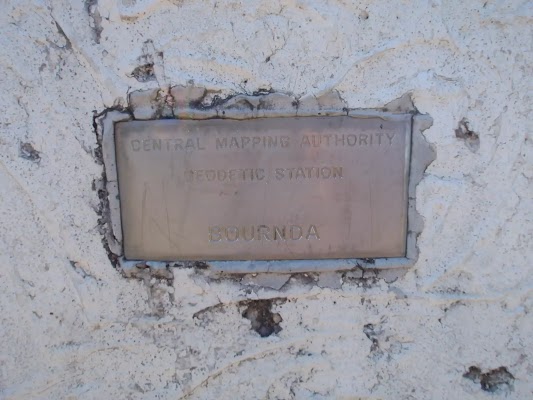 CENTRAL MAPPING AUTHORITY
GEODETIC STATION
BOURNDA